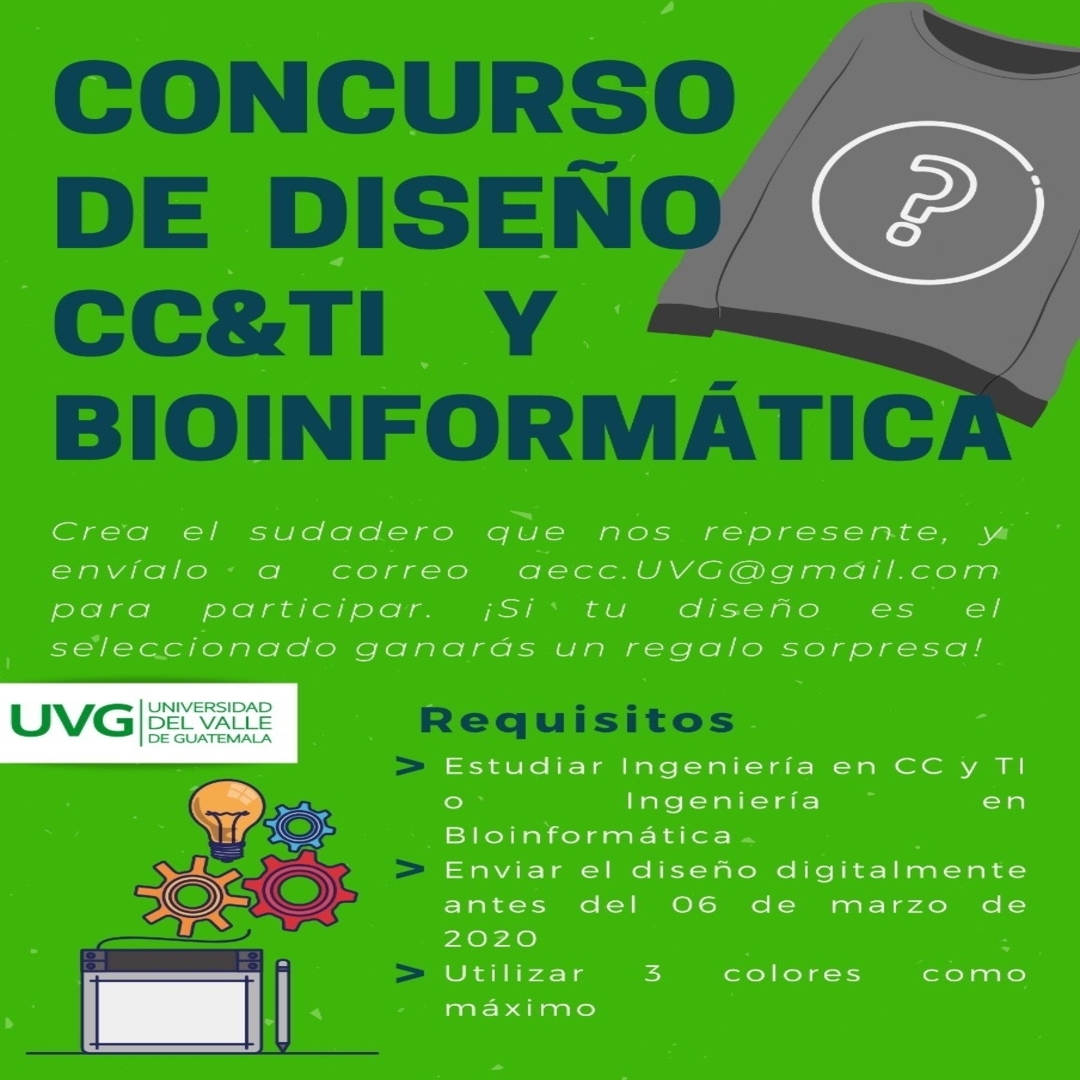 CONCURSO
DE DISEÑO
CC&TI Y
BIOINFORMÁTICA
?
Crea el sudadero que nos represente, y
envíalo a correo aecc.UVG@gmail.com
para participar. ¡Si tu diseño es el
seleccionado ganarás un regalo sorpresa!
UVG
UNIVERSIDAD
DEL VALLE
DE GUATEMALA
Requisitos
> Estudiar Ingeniería en CC y TI
o Ingeniería en
BIoinformática
> Enviar el diseño digitalmente
antes del 06 de marzo de
2020
> Utilizar 3 colores como
máximo